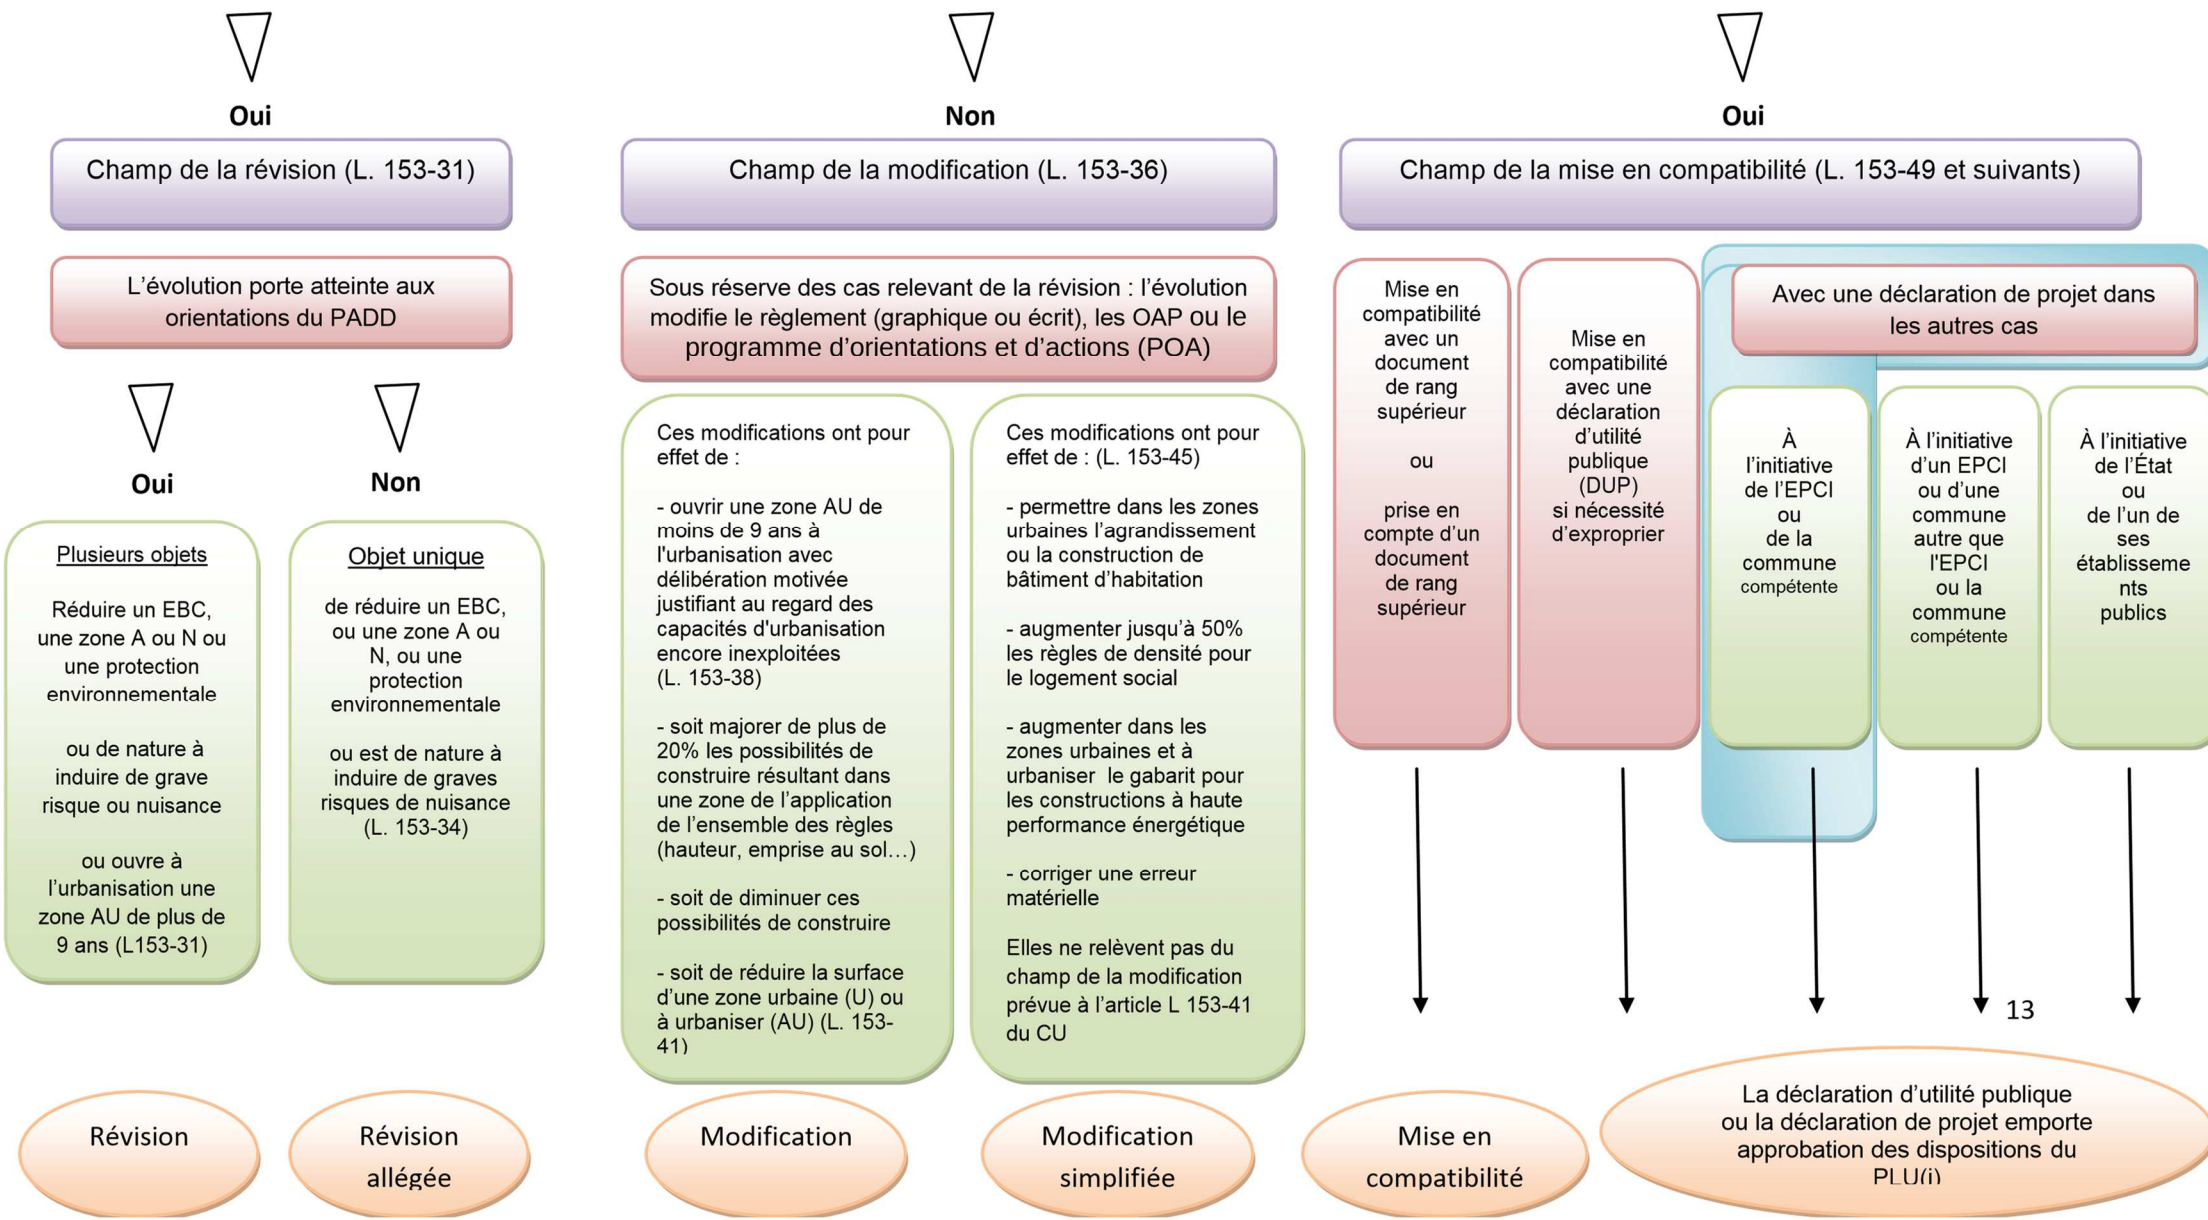 Oui
Champ de la révision (L. 153-31)
L'évolution porte atteinte aux
orientations du PADD
Oui
Plusieurs objets
Réduire un EBC,
une zone A ou N ou
une protection
environnementale
ou de nature à
induire de grave
risque ou nuisance
ou ouvre à
l'urbanisation une
zone AU de plus de
9 ans (L153-31)
Révision
Non
Objet unique
de réduire un EBC,
ou une zone A ou
N, ou une
protection
environnementale
ou est de nature à
induire de graves
risques de nuisance
(L. 153-34)
Révision
allégée
Non
Champ de la modification (L. 153-36)
Sous réserve des cas relevant de la révision : l'évolution
modifie le règlement (graphique ou écrit), les OAP ou le
programme d'orientations et d'actions (POA)
Ces modifications ont pour
effet de :
- ouvrir une zone AU de
moins de 9 ans à
l'urbanisation avec
délibération motivée
justifiant au regard des
capacités d'urbanisation
encore inexploitées
(L. 153-38)
- soit majorer de plus de
20% les possibilités de
construire résultant dans
une zone de l'application
de l'ensemble des règles
(hauteur, emprise au sol…)
- soit de diminuer ces
possibilités de construire
- soit de réduire la surface
d'une zone urbaine (U) ou
à urbaniser (AU) (L. 153-
41)
Modification
Ces modifications ont pour
effet de : (L. 153-45)
- permettre dans les zones
urbaines l'agrandissement
ou la construction de
bâtiment d'habitation
- augmenter jusqu'à 50%
les règles de densité pour
le logement social
- augmenter dans les
zones urbaines et à
urbaniser le gabarit pour
les constructions à haute
performance énergétique
- corriger une erreur
matérielle
Elles ne relèvent pas du
champ de la modification
prévue à l'article L 153-41
du CU
Modification
simplifiée
Oui
Champ de la mise en compatibilité (L. 153-49 et suivants)
Mise en
compatibilité
avec un
document
de rang
supérieur
ou
prise en
compte d'un
document
de rang
supérieur
Mise en
compatibilité
Mise en
compatibilité
avec une
déclaration
d'utilité
publique
(DUP)
si nécessité
d'exproprier
Avec une déclaration de projet dans
les autres cas
À
l'initiative
de l'EPCI
ou
de la
commune
compétente
À l'initiative
d'un EPCI
ou d'une
commune
autre que
l'EPCI
ou la
commune
compétente
À l'initiative
de l'État
ou
de l'un de
ses
établisseme
nts
publics
13
La déclaration d'utilité publique
ou la déclaration de projet emporte
approbation des dispositions du
PLU(i)